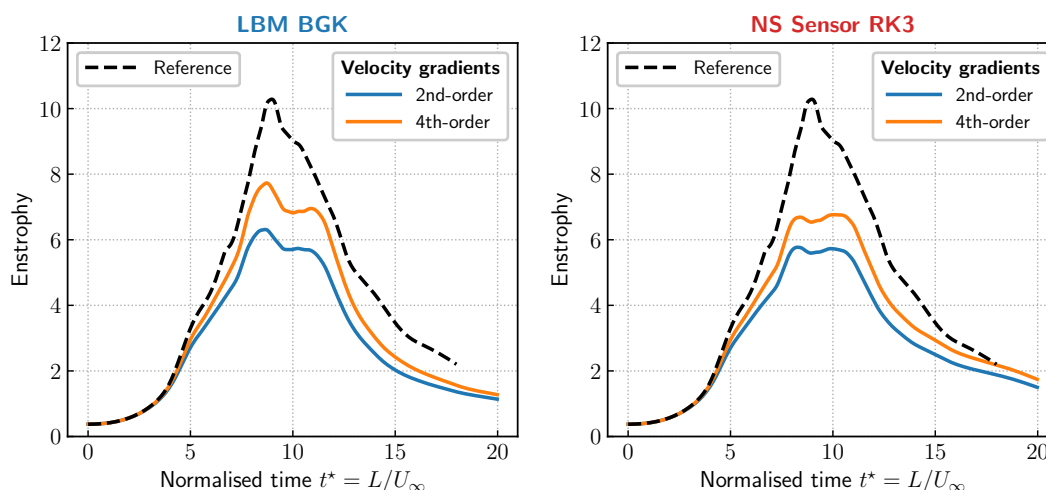 LBM BGK
12
10
8
6
4
2
0
Enstrophy
Reference
Velocity gradients
2nd-order
4th-order
0 5 10 15 20
Normalised time t⋆ = L/U∞
NS Sensor RK3
12
10
8
6
4
2
0
Enstrophy
Reference
Velocity gradients
2nd-order
4th-order
0 5 10 15 20
Normalised time t⋆ = L/U∞